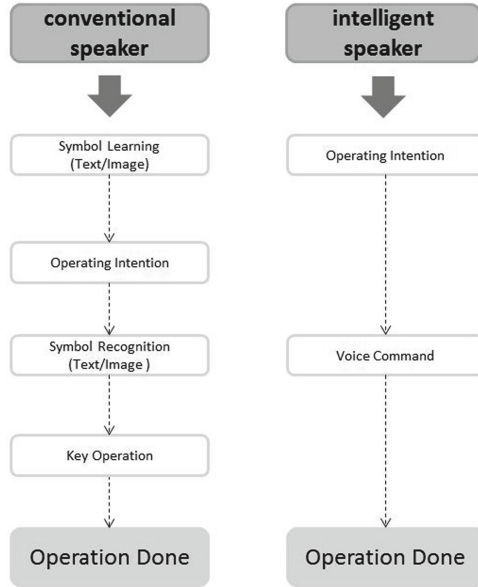 conventional
speaker
Symbol Learning
(Text/Image)
Operating Intention
Symbol Recognition
(Text/Image )
Key Operation
Operation Done
intelligent
speaker
Operating Intention
Voice Command
Operation Done